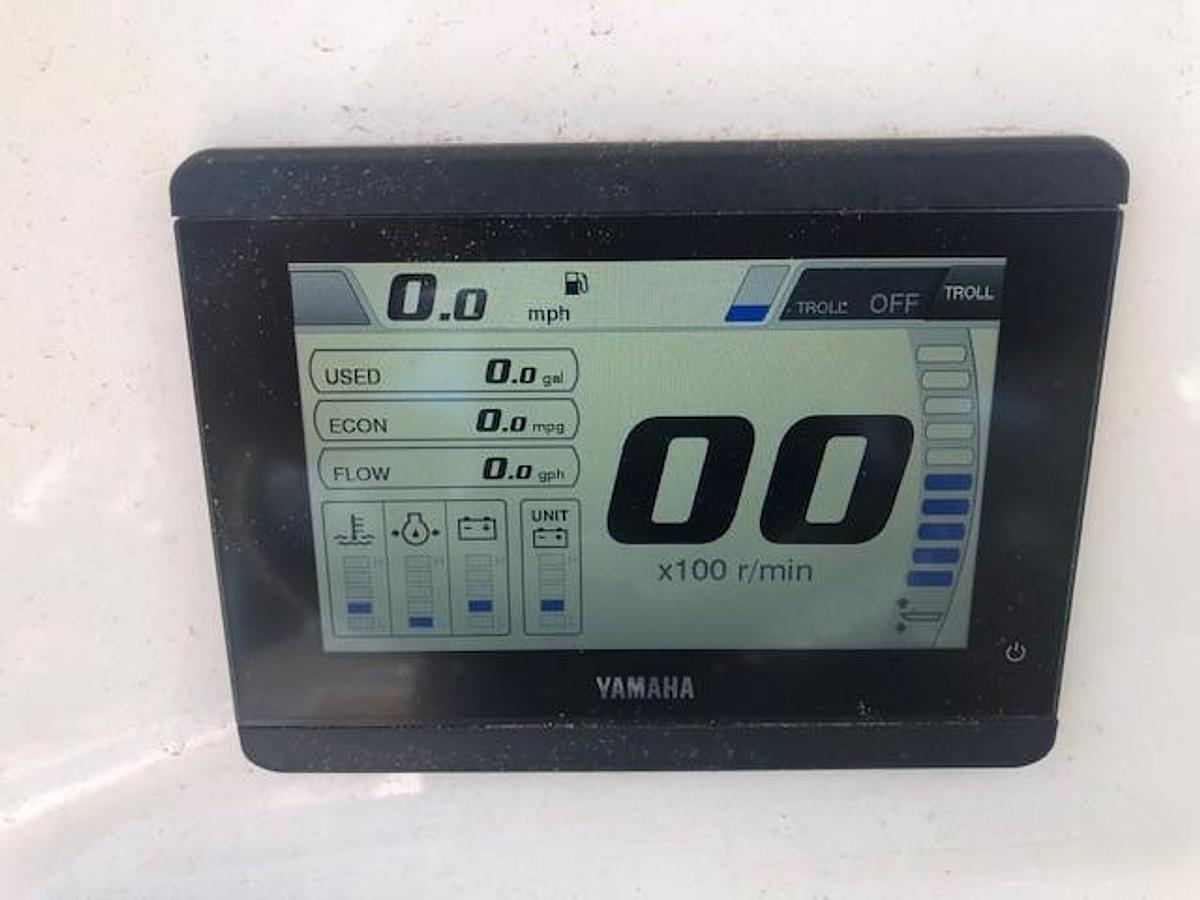 0.0 mph
TROLL OFF TROLL
USED 0.0 gal
ECON 0.0 mpg
FLOW 0.0 gph
UNIT
H H H H
L L L L
00
x100 r/min
YAMAHA